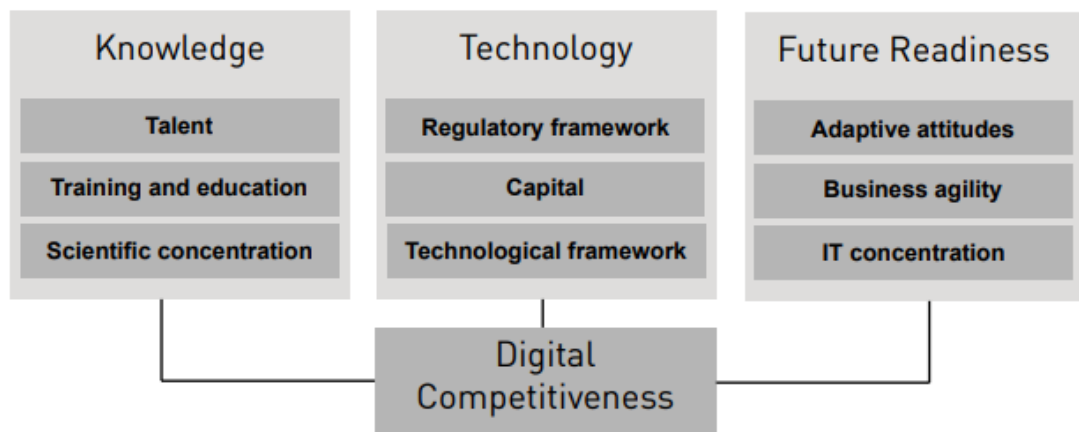 Knowledge
Talent
Training and education
Scientific concentration
Technology
Regulatory framework
Capital
Technological framework
Future Readiness
Adaptive attitudes
Business agility
IT concentration
Digital
Competitiveness